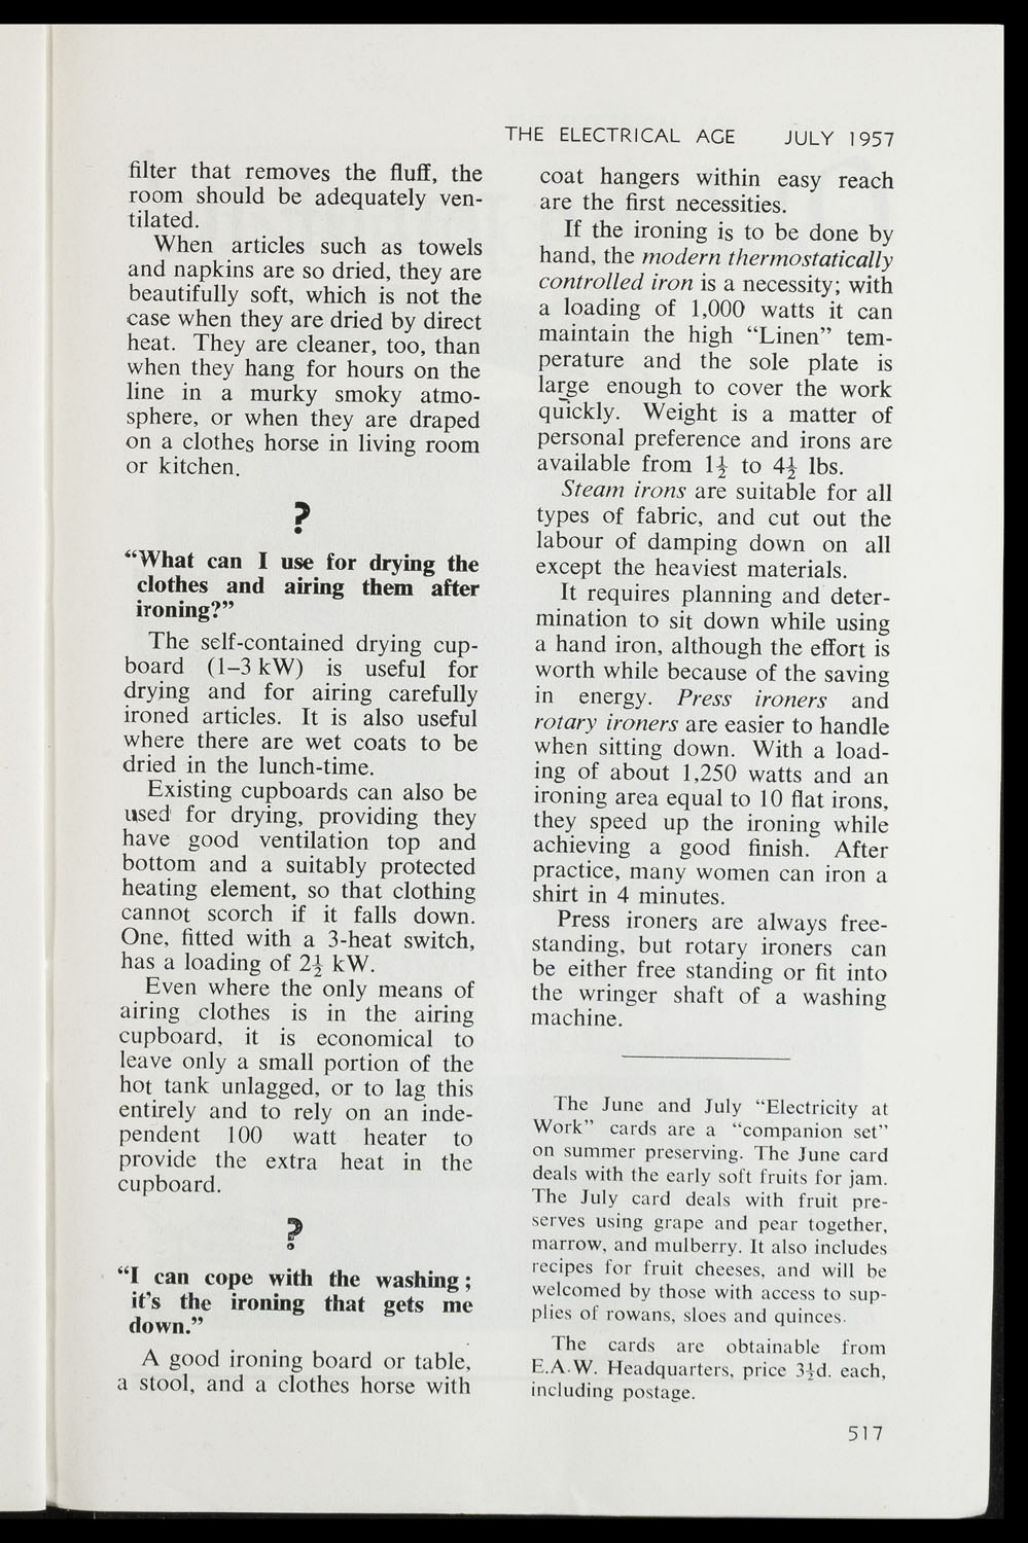 THE ELECTRICAL AGE JULY 1957
filter that removes the fluff, the
room should be adequately ven-
tilated.
When articles such as towels
and napkins are so dried, they are
beautifully soft, which is not the
case when they are dried by direct
heat. They are cleaner, too, than
when they hang for hours on the
line in a murky smoky atmo-
sphere, or when they are draped
on a clothes horse in living room
or kitchen.
?
“What can I use for drying the
clothes and airing them after
ironing?”
The self-contained drying cup-
board (1–3 kW) is useful for
drying and for airing carefully
ironed articles. It is also useful
where there are wet coats to be
dried in the lunch-time.
Existing cupboards can also be
used for drying, providing they
have good ventilation top and
bottom and a suitably protected
heating element, so that clothing
cannot scorch if it falls down.
One, fitted with a 3-heat switch,
has a loading of 2½ kW.
Even where the only means of
airing clothes is in the airing
cupboard, it is economical to
leave only a small portion of the
hot tank unlagged, or to lag this
entirely and to rely on an inde-
pendent 100 watt heater to
provide the extra heat in the
cupboard.
?
“I can cope with the washing;
it’s the ironing that gets me
down.”
A good ironing board or table,
a stool, and a clothes horse with
coat hangers within easy reach
are the first necessities.
If the ironing is to be done by
hand, the modern thermostatically
controlled iron is a necessity; with
a loading of 1,000 watts it can
maintain the high “Linen” tem-
perature and the sole plate is
large enough to cover the work
quickly. Weight is a matter of
personal preference and irons are
available from 1½ to 4½ lbs.
Steam irons are suitable for all
types of fabric, and cut out the
labour of damping down on all
except the heaviest materials.
It requires planning and deter-
mination to sit down while using
a hand iron, although the effort is
worth while because of the saving
in energy. Press ironers and
rotary ironers are easier to handle
when sitting down. With a load-
ing of about 1,250 watts and an
ironing area equal to 10 flat irons,
they speed up the ironing while
achieving a good finish. After
practice, many women can iron a
shirt in 4 minutes.
Press ironers are always free-
standing, but rotary ironers can
be either free standing or fit into
the wringer shaft of a washing
machine.
The June and July “Electricity at
Work” cards are a “companion set”
on summer preserving. The June card
deals with the early soft fruits for jam.
The July card deals with fruit pre-
serves using grape and pear together,
marrow, and mulberry. It also includes
recipes for fruit cheeses, and will be
welcomed by those with access to sup-
plies of rowans, sloes and quinces.
The cards are obtainable from
E.A.W. Headquarters, price 3½d. each,
including postage.
517